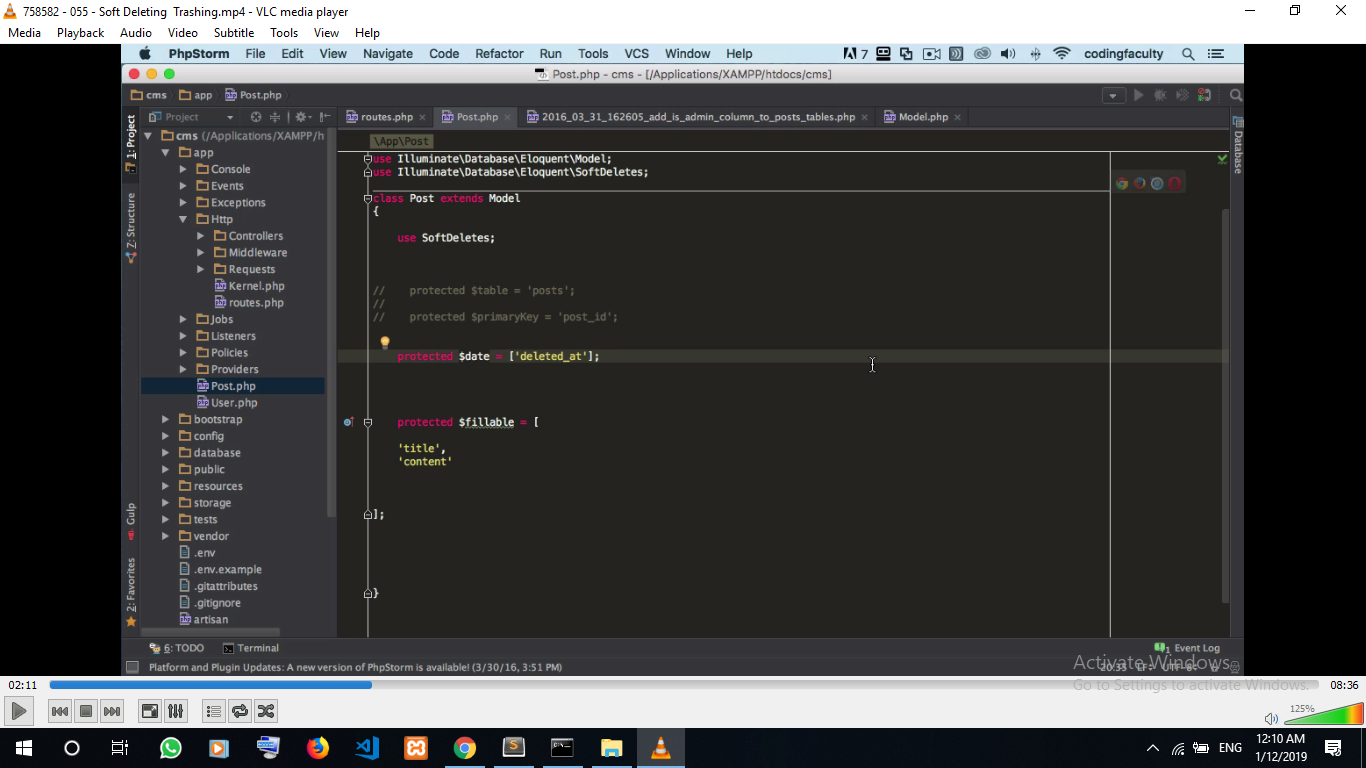 758582 - 055 - Soft Deleting  Trashing.mp4 - VLC media player
Media Playback Audio Video Subtitle Tools View Help
PhpStorm File Edit View Navigate Code Refactor Run Tools VCS Window Help 7 codingfaculty
Post.php - cms - [/Applications/XAMPP/htdocs/cms]
cms app Post.php
Project routes.php Post.php 2016_03_31_162605_add_is_admin_column_to_posts_tables.php Model.php
1: Project
Z: Structure
Gulp
2: Favorites
Database
cms (/Applications/XAMPP/h
app
Console
Events
Exceptions
Http
Controllers
Middleware
Requests
Kernel.php
routes.php
Jobs
Listeners
Policies
Providers
Post.php
User.php
bootstrap
config
database
public
resources
storage
tests
vendor
.env
.env.example
.gitattributes
.gitignore
artisan
\App\Post
use Illuminate\Database\Eloquent\Model;
use Illuminate\Database\Eloquent\SoftDeletes;
class Post extends Model
{
use SoftDeletes;
// protected $table = 'posts';
//
// protected $primaryKey = 'post_id';
protected $date = ['deleted_at'];
protected $fillable = [
'title',
'content'
];
}
6: TODO Terminal 1 Event Log
Platform and Plugin Updates: A new version of PhpStorm is available! (3/30/16, 3:51 PM)
Activate Windows
Go to Settings to activate Windows.
02:11 08:36
125%
ENG 12:10 AM
1/12/2019